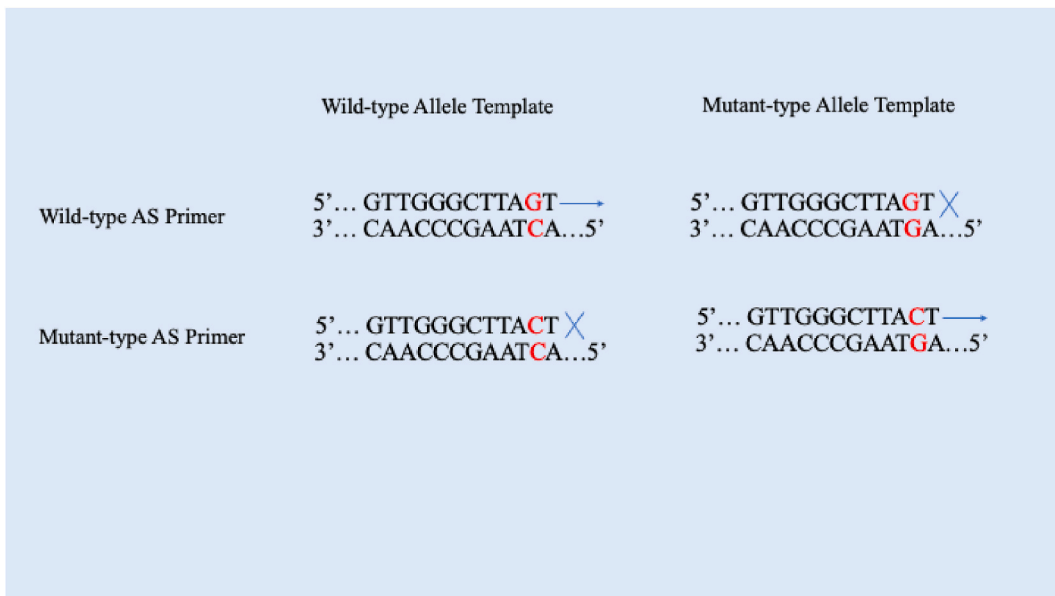 Wild-type Allele Template Mutant-type Allele Template
5’... GTTGGGCTTAGT 5’... GTTGGGCTTAGT
Wild-type AS Primer
3’... CAACCCGAATCA...5’ 3’... CAACCCGAATGA...5’
5’... GTTGGGCTTACT 5’... GTTGGGCTTACT
Mutant-type AS Primer
3’... CAACCCGAATCA...5’ 3’... CAACCCGAATGA...5’